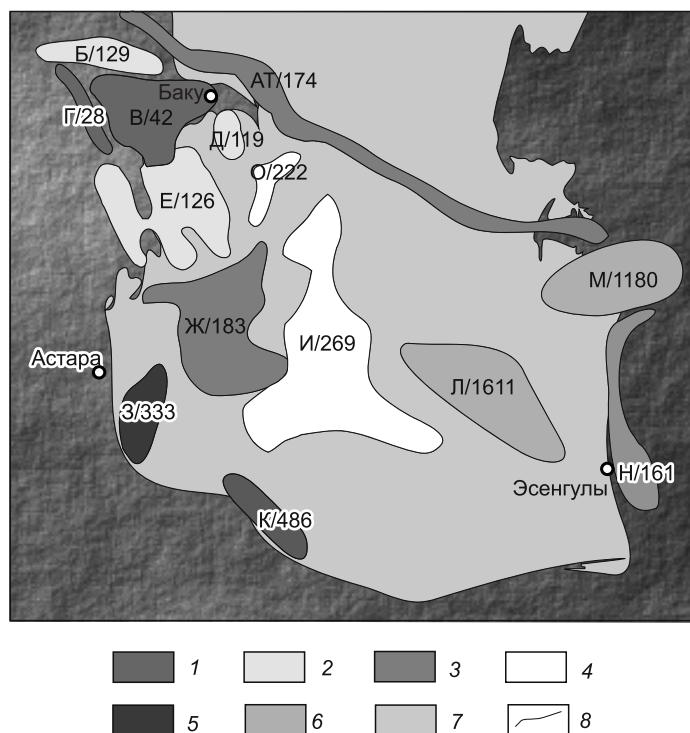 Б/129
АТ/174
Баку
Г/28
В/42
Д/119
О/222
Е/126
М/1180
Ж/183
И/269
Астара
Л/1611
З/333
Н/161
Эсенгулы
К/486
1 2 3 4
5 6 7 8